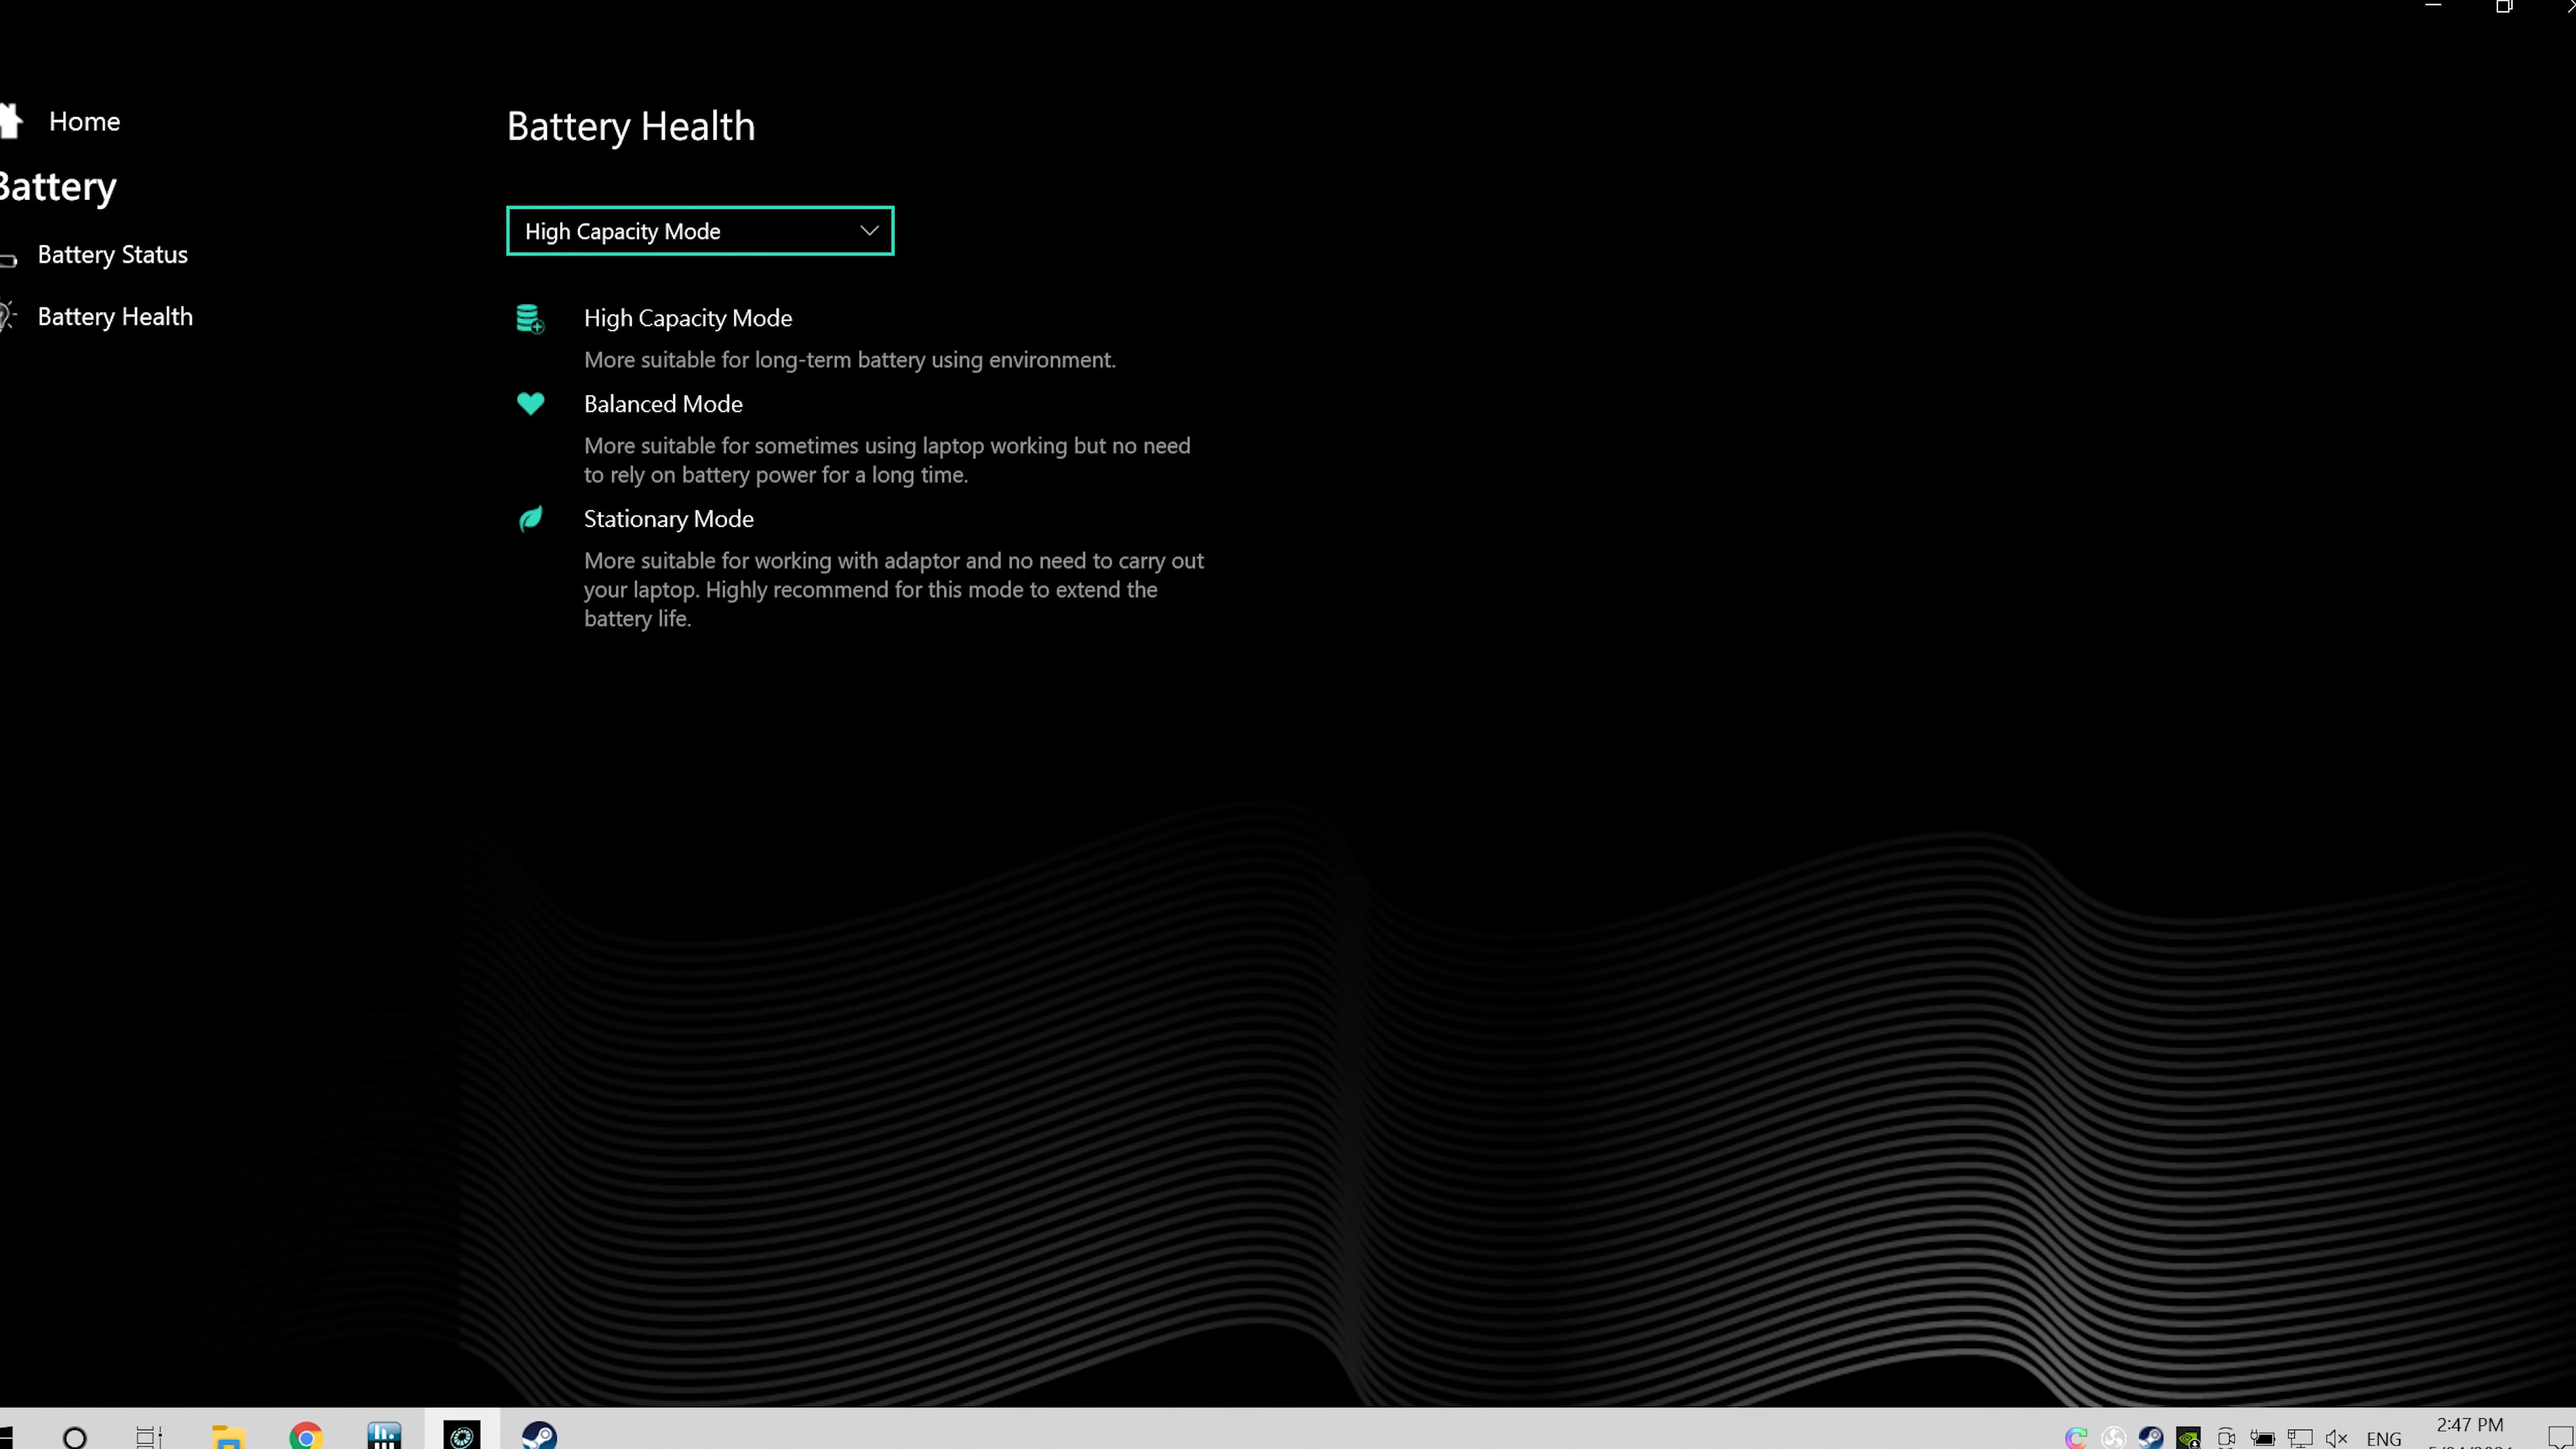 Home
Battery
Battery Status
Battery Health
Battery Health
High Capacity Mode
High Capacity Mode
More suitable for long-term battery using environment.
Balanced Mode
More suitable for sometimes using laptop working but no need
to rely on battery power for a long time.
Stationary Mode
More suitable for working with adaptor and no need to carry out
your laptop. Highly recommend for this mode to extend the
battery life.
ENG
2:47 PM